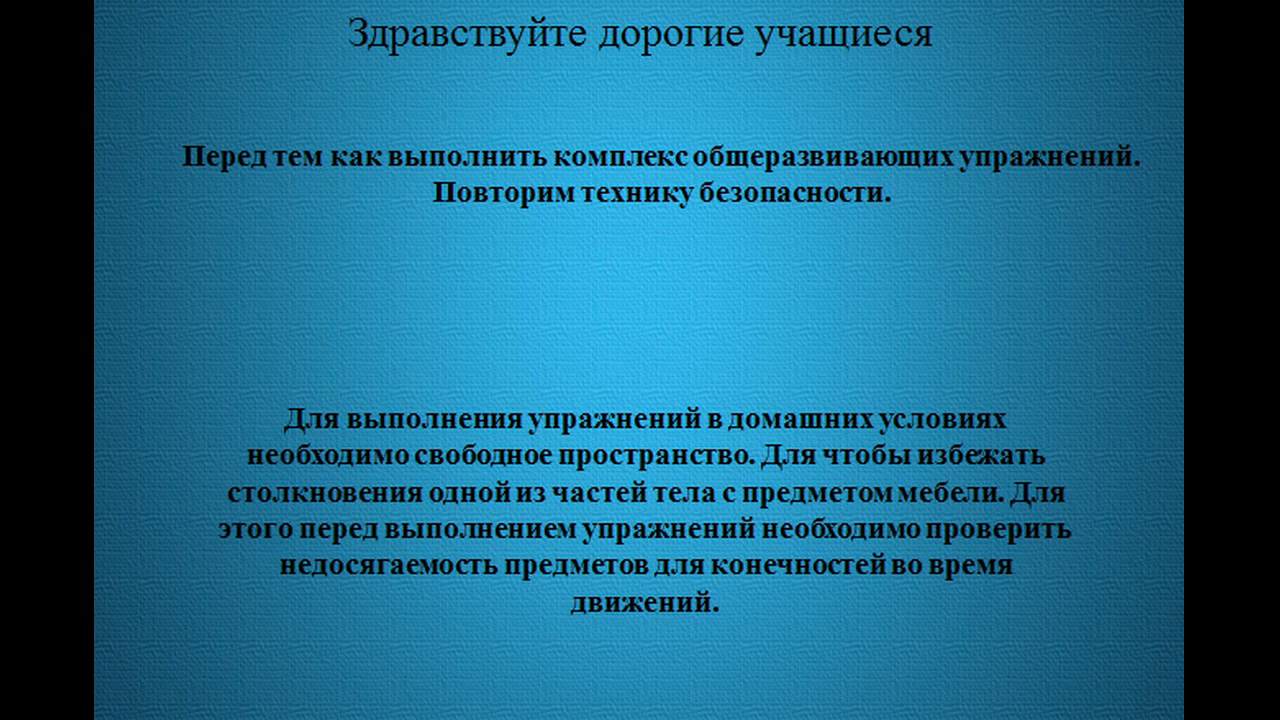 Здравствуйте дорогие учащиеся
Перед тем как выполнить комплекс общеразвивающих упражнений.
Повторим технику безопасности.
Для выполнения упражнений в домашних условиях
необходимо свободное пространство. Для чтобы избежать
столкновения одной из частей тела с предметом мебели. Для
этого перед выполнением упражнений необходимо проверить
недосягаемость предметов для конечностей во время
движений.